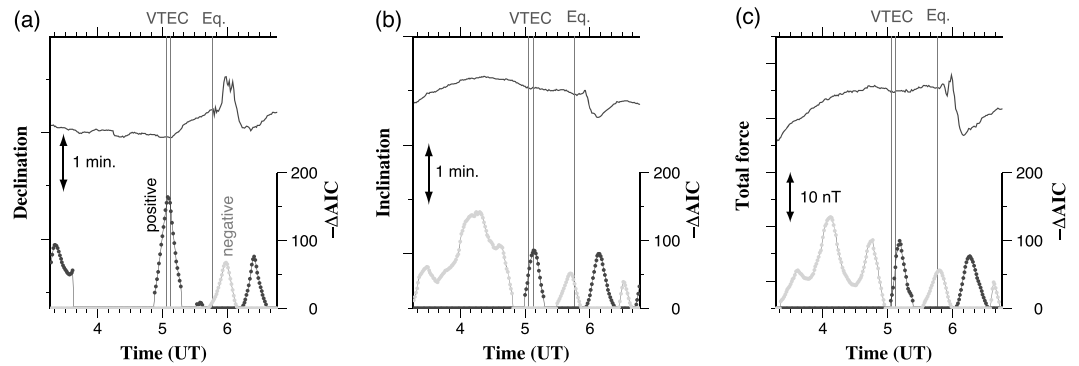 (a)
VTEC Eq.
Declination
1 min.
positive
negative
200
100
0
–ΔAIC
4 5 6
Time (UT)
(b)
VTEC Eq.
Inclination
1 min.
200
100
0
–ΔAIC
4 5 6
Time (UT)
(c)
VTEC Eq.
Total force
10 nT
200
100
0
–ΔAIC
4 5 6
Time (UT)